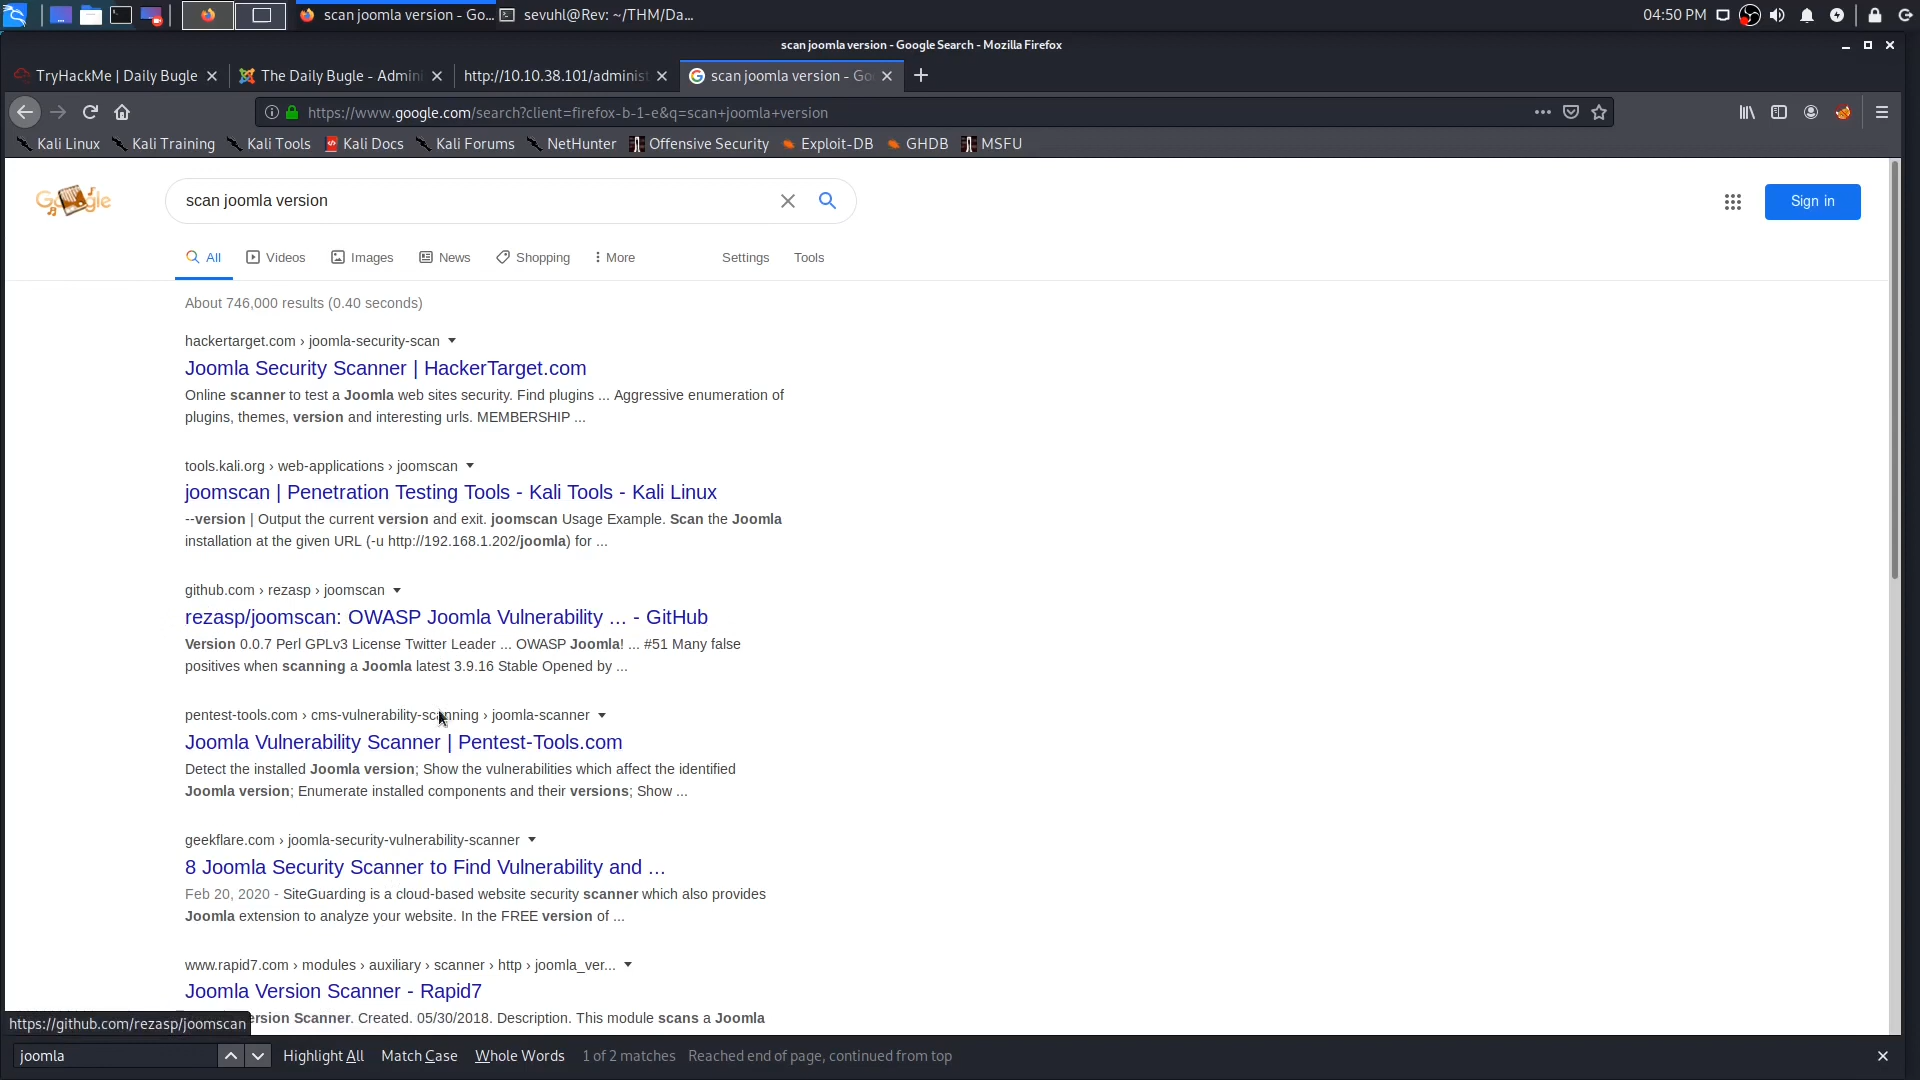 scan joomla version - Go...
sevuhl@Rev: ~/THM/Da...
04:50 PM
scan joomla version - Google Search - Mozilla Firefox
TryHackMe | Daily Bugle
The Daily Bugle - Admini
http://10.10.38.101/administ
scan joomla version - Go
https://www.google.com/search?client=firefox-b-1-e&q=scan+joomla+version
Kali Linux
Kali Training
Kali Tools
Kali Docs
Kali Forums
NetHunter
Offensive Security
Exploit-DB
GHDB
MSFU
scan joomla version
Sign in
All
Videos
Images
News
Shopping
More
Settings
Tools
About 746,000 results (0.40 seconds)
hackertarget.com › joomla-security-scan
Joomla Security Scanner | HackerTarget.com
Online scanner to test a Joomla web sites security. Find plugins ... Aggressive enumeration of
plugins, themes, version and interesting urls. MEMBERSHIP ...
tools.kali.org › web-applications › joomscan
joomscan | Penetration Testing Tools - Kali Tools - Kali Linux
--version | Output the current version and exit. joomscan Usage Example. Scan the Joomla
installation at the given URL (-u http://192.168.1.202/joomla) for ...
github.com › rezasp › joomscan
rezasp/joomscan: OWASP Joomla Vulnerability ... - GitHub
Version 0.0.7 Perl GPLv3 License Twitter Leader ... OWASP Joomla! ... #51 Many false
positives when scanning a Joomla latest 3.9.16 Stable Opened by ...
pentest-tools.com › cms-vulnerability-scanning › joomla-scanner
Joomla Vulnerability Scanner | Pentest-Tools.com
Detect the installed Joomla version; Show the vulnerabilities which affect the identified
Joomla version; Enumerate installed components and their versions; Show ...
geekflare.com › joomla-security-vulnerability-scanner
8 Joomla Security Scanner to Find Vulnerability and ...
Feb 20, 2020 - SiteGuarding is a cloud-based website security scanner which also provides
Joomla extension to analyze your website. In the FREE version of ...
www.rapid7.com › modules › auxiliary › scanner › http › joomla_ver...
Joomla Version Scanner - Rapid7
ersion Scanner. Created. 05/30/2018. Description. This module scans a Joomla
https://github.com/rezasp/joomscan
joomla
Highlight All
Match Case
Whole Words
1 of 2 matches
Reached end of page, continued from top